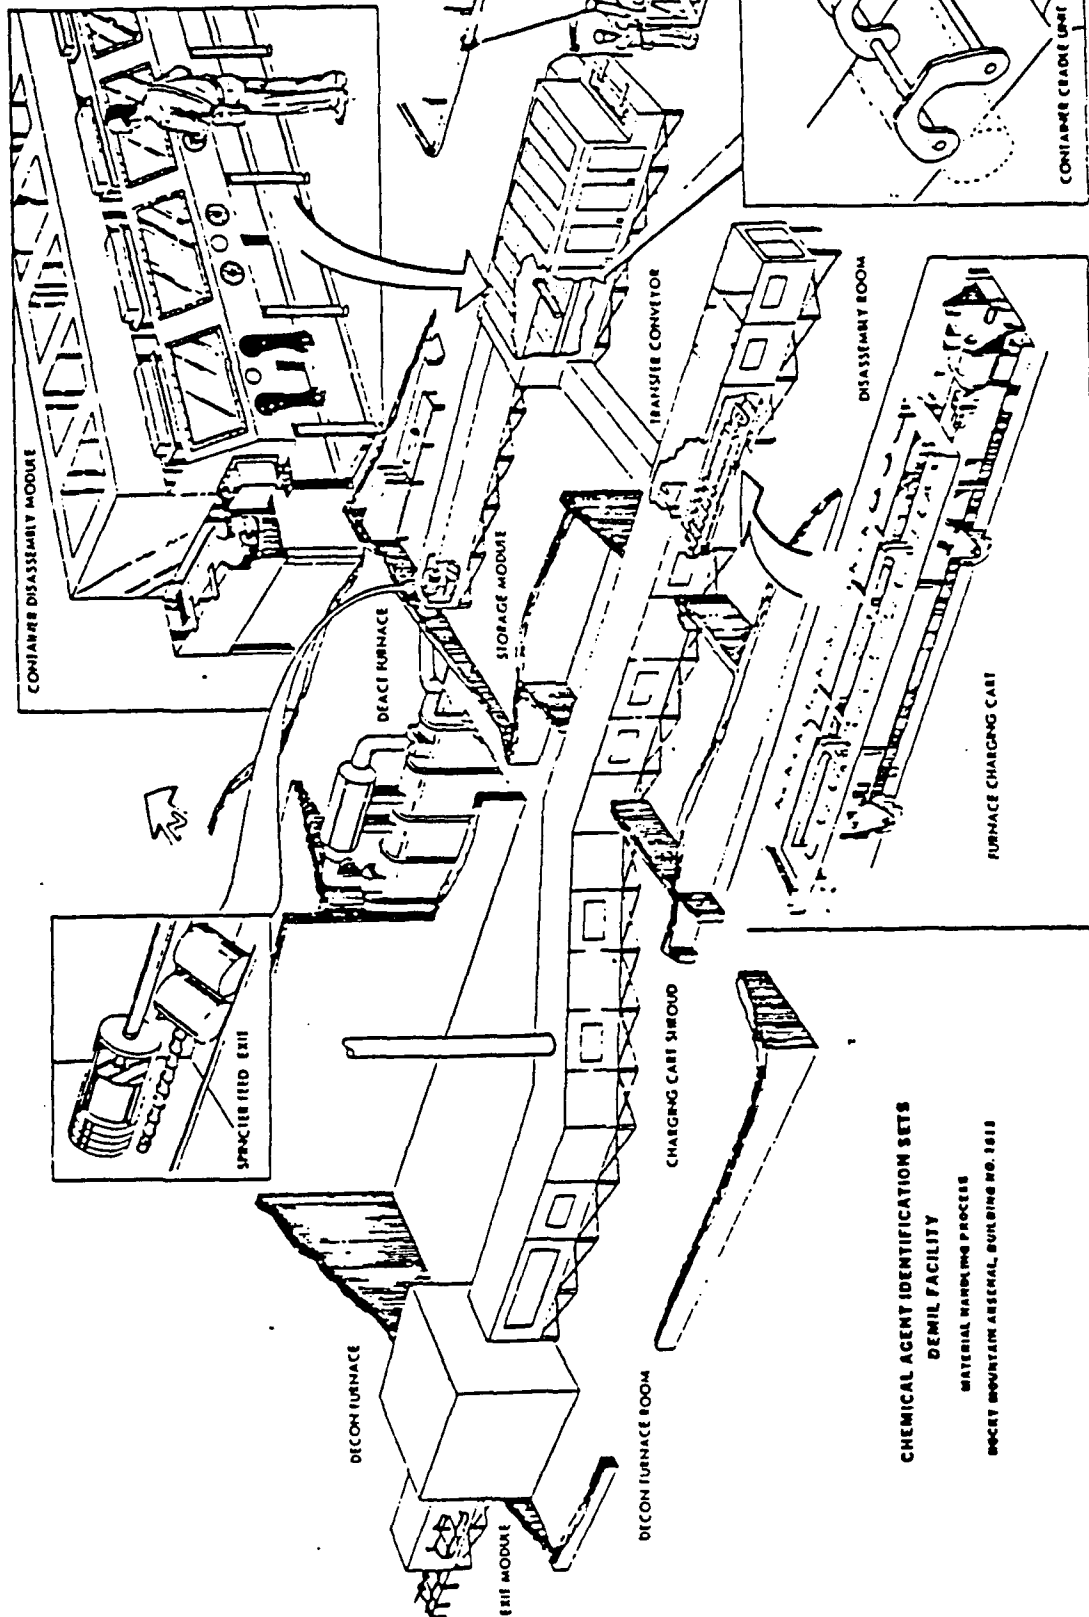 CONTAINER DISASSEMBLY MODULE
SPINCTER FEED EXIT
DEACT FURNACE
STORAGE MODULE
TRANSFER CONVEYOR
CONTAINER CRADLE UNIT
DISASSEMBLY ROOM
FURNACE CHARGING CART
CHARGING CART SHROUD
DECON FURNACE
EXIT MODULE
DECON FURNACE ROOM
CHEMICAL AGENT IDENTIFICATION SETS
DEMIL FACILITY
MATERIAL HANDLING PROCESS
ROCKY MOUNTAIN ARSENAL, BUILDING NO. 1613
N